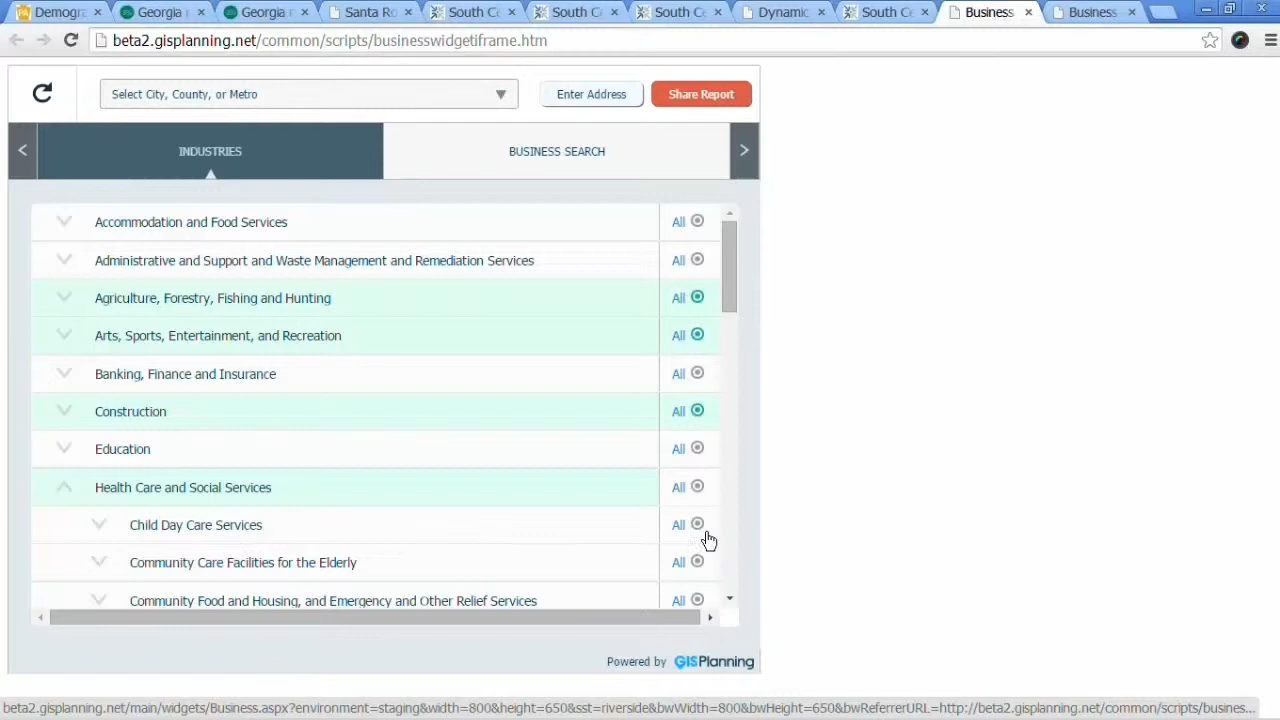 Demogra × Georgia × Georgia × Santa Ro × South C × South C × South C × Dynamic × South C × Business × Business ×
beta2.gisplanning.net/common/scripts/businesswidgetiframe.htm
Select City, County, or Metro ▼ Enter Address Share Report
< INDUSTRIES BUSINESS SEARCH >
Accommodation and Food Services All
Administrative and Support and Waste Management and Remediation Services All
Agriculture, Forestry, Fishing and Hunting All
Arts, Sports, Entertainment, and Recreation All
Banking, Finance and Insurance All
Construction All
Education All
Health Care and Social Services All
Child Day Care Services All
Community Care Facilities for the Elderly All
Community Food and Housing, and Emergency and Other Relief Services All
Powered by GISPlanning
beta2.gisplanning.net/main/widgets/Business.aspx?environment=staging&width=800&height=650&sst=riverside&bwWidth=800&bwHeight=650&bwReferrerURL=http://beta2.gisplanning.net/common/scripts/busines...